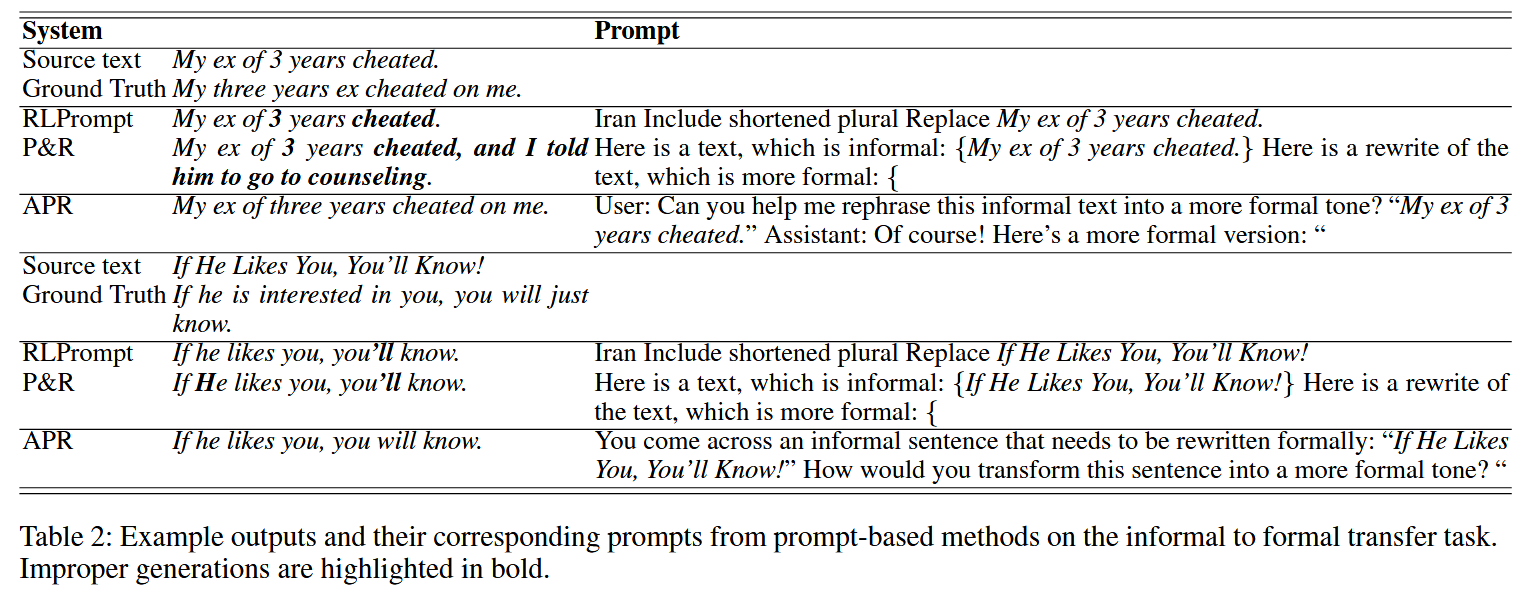 System Prompt
Source text My ex of 3 years cheated.
Ground Truth My three years ex cheated on me.
RLPrompt My ex of 3 years cheated. Iran Include shortened plural Replace My ex of 3 years cheated.
P&R My ex of 3 years cheated, and I told Here is a text, which is informal: {My ex of 3 years cheated.} Here is a rewrite of the
him to go to counseling. text, which is more formal: {
APR My ex of three years cheated on me. User: Can you help me rephrase this informal text into a more formal tone? “My ex of 3
years cheated.” Assistant: Of course! Here’s a more formal version: “
Source text If He Likes You, You’ll Know!
Ground Truth If he is interested in you, you will just
know.
RLPrompt If he likes you, you’ll know. Iran Include shortened plural Replace If He Likes You, You’ll Know!
P&R If He likes you, you’ll know. Here is a text, which is informal: {If He Likes You, You’ll Know!} Here is a rewrite of
the text, which is more formal: {
APR If he likes you, you will know. You come across an informal sentence that needs to be rewritten formally: “If He Likes
You, You’ll Know!” How would you transform this sentence into a more formal tone? “
Table 2: Example outputs and their corresponding prompts from prompt-based methods on the informal to formal transfer task.
Improper generations are highlighted in bold.